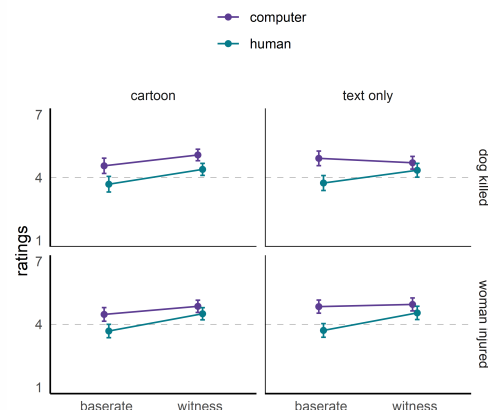 computer
human
cartoon
text only
7
4
1
dog killed
ratings
7
4
1
woman injured
baserate
witness
baserate
witness